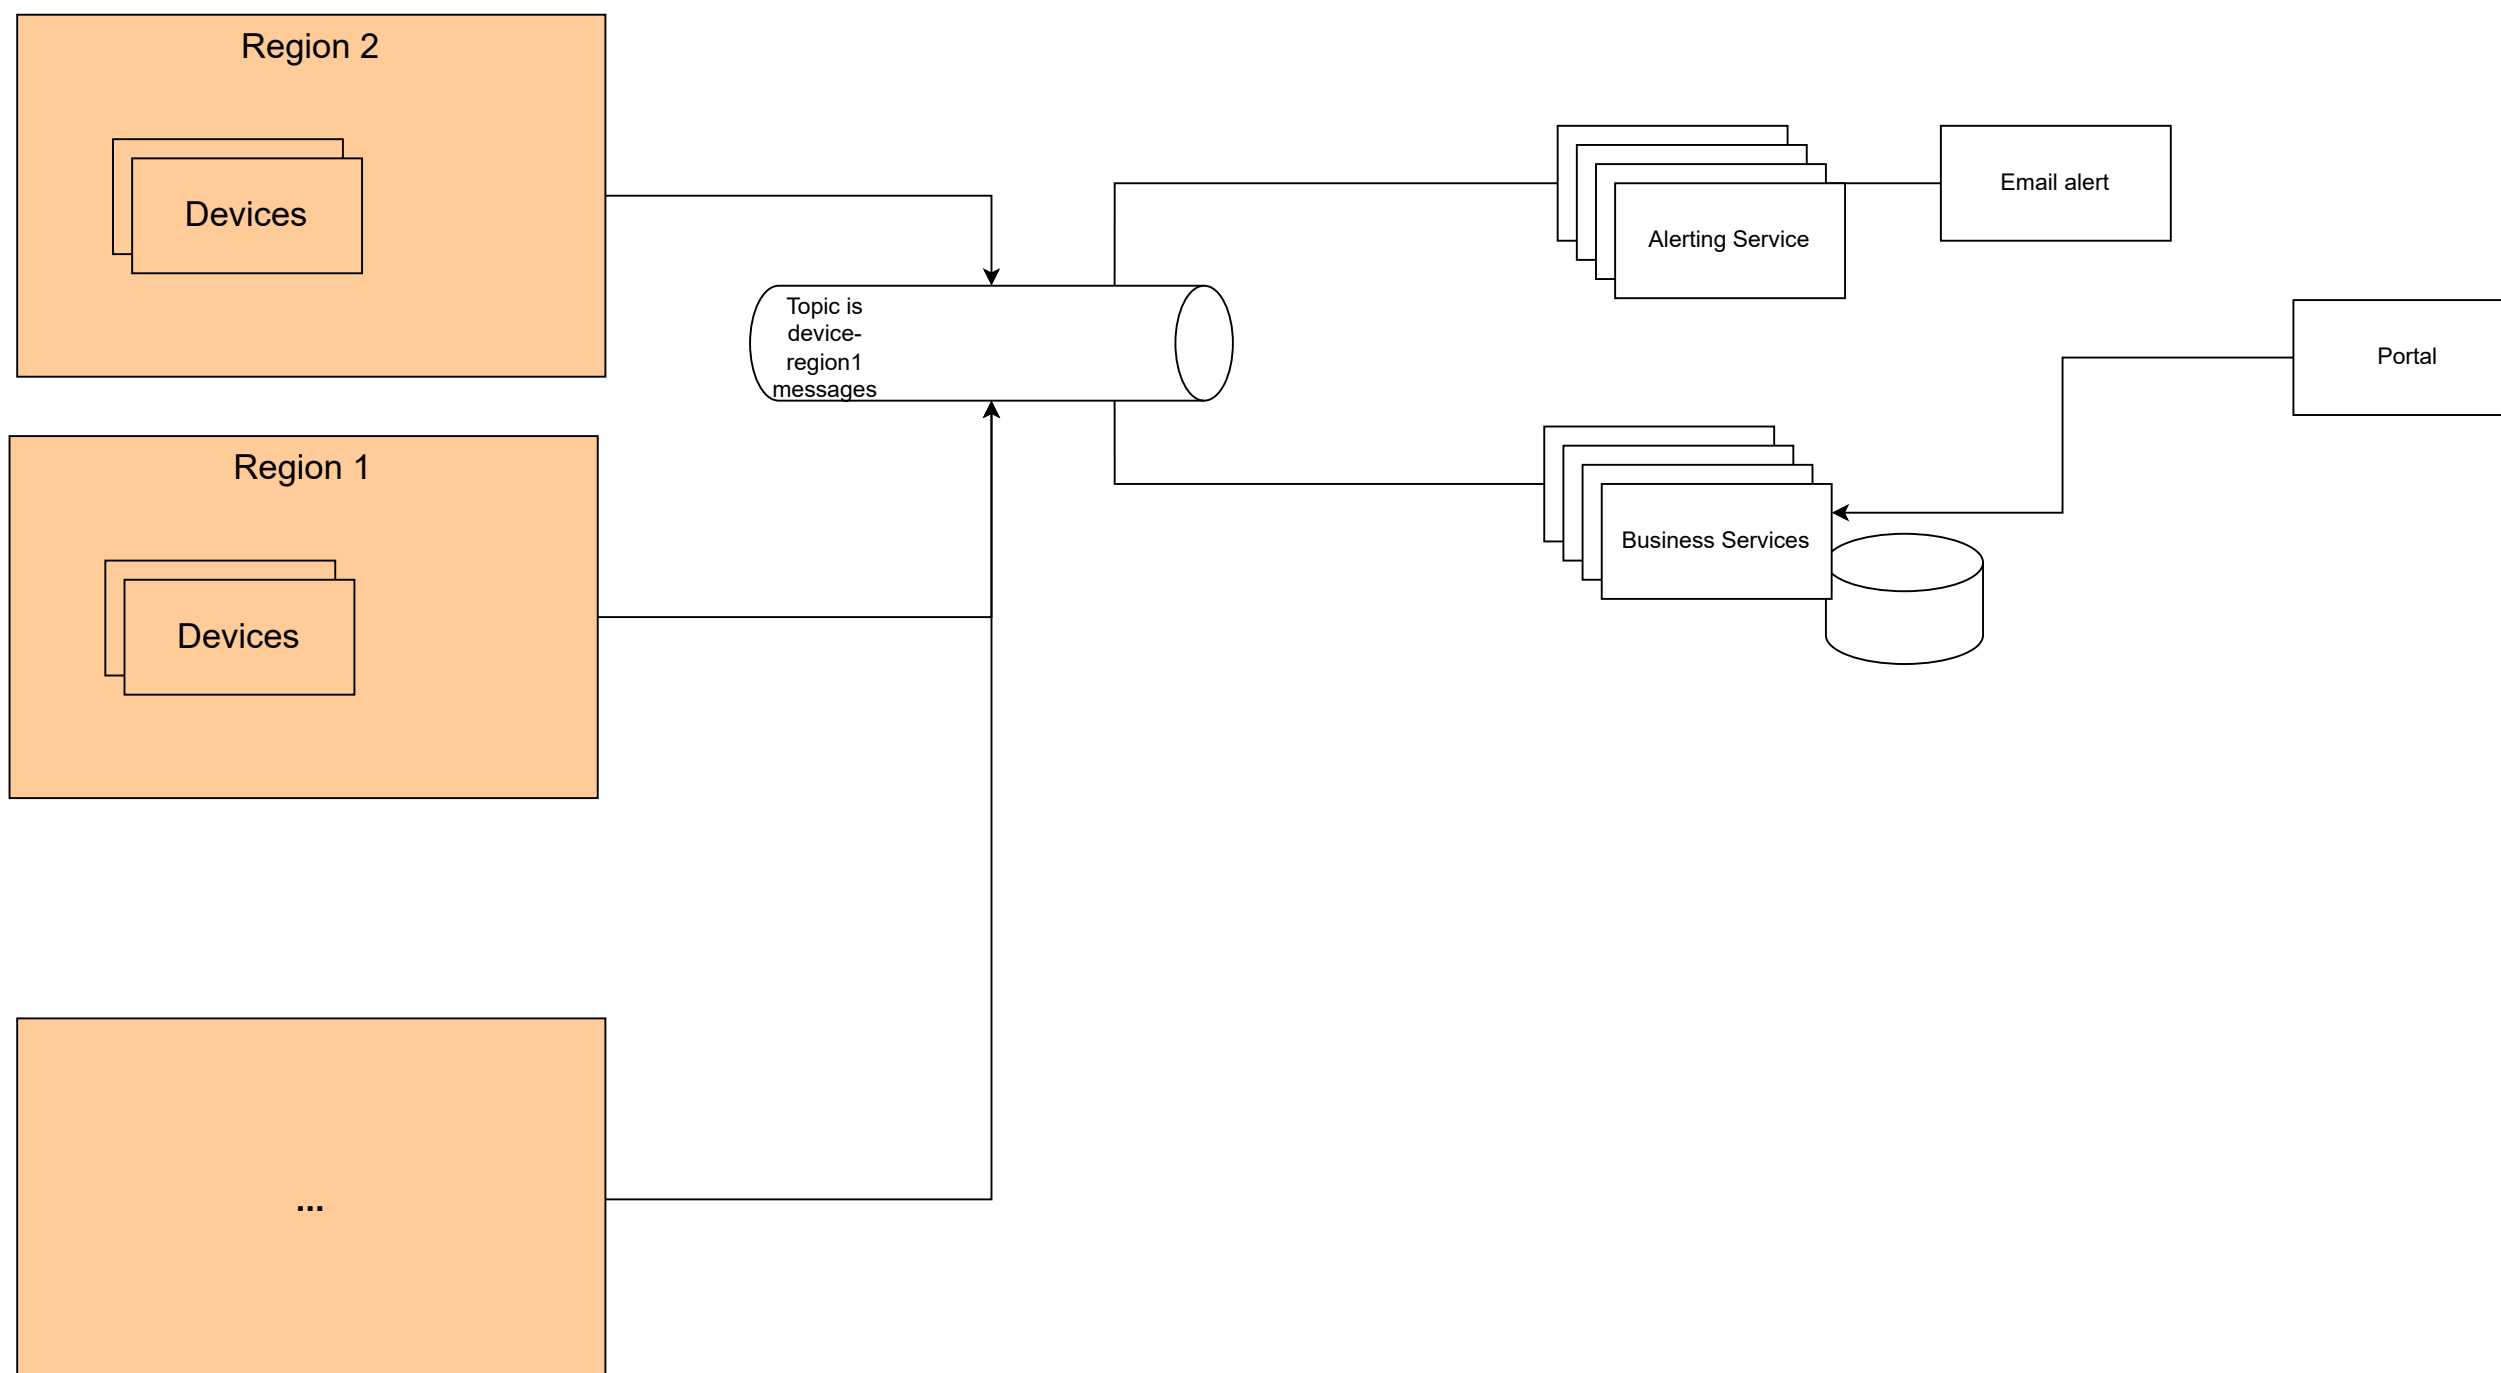 Region 2
Devices
Topic is
device-
region1
messages
Alerting Service
Email alert
Portal
Region 1
Devices
Business Services
...